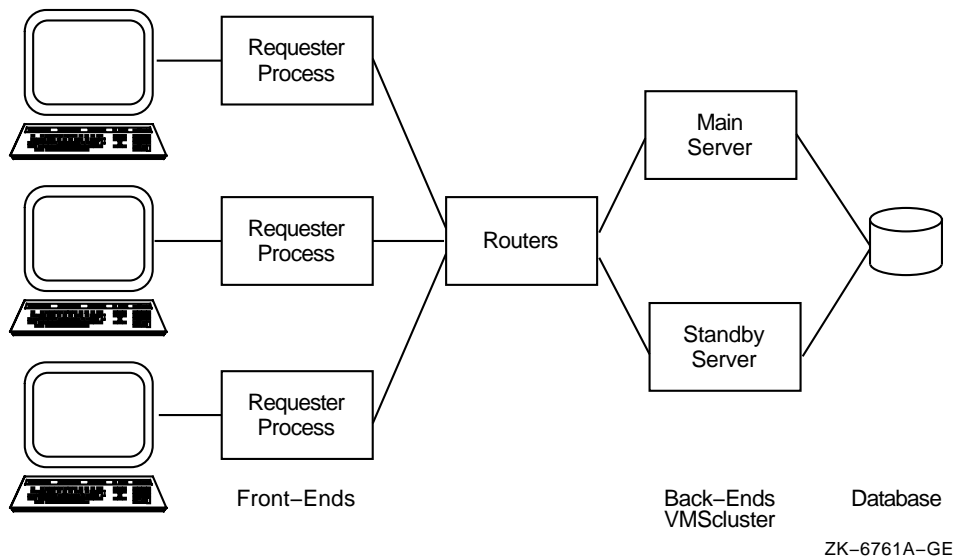 Requester
Process
Main
Server
Requester
Process
Routers
Standby
Server
Requester
Process
Front−Ends
Back−Ends
VMScluster
Database
ZK−6761A−GE